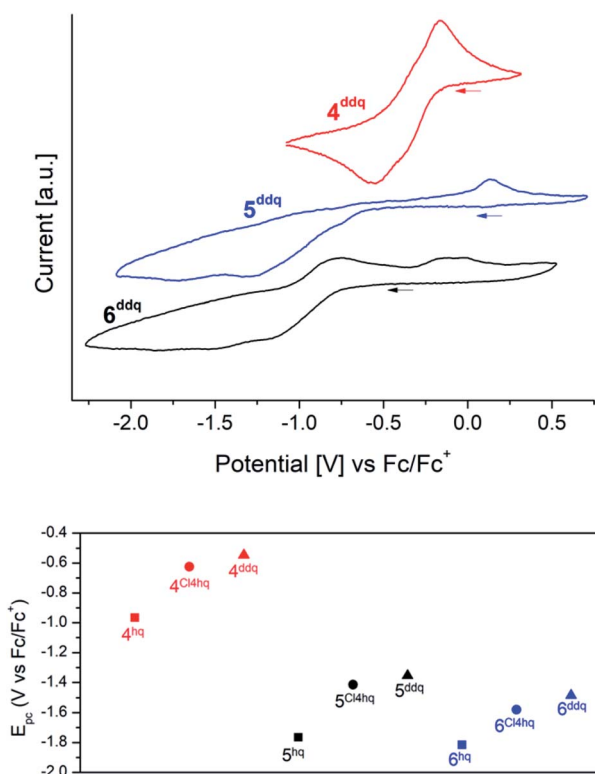 4ddq
5ddq
6ddq
Current [a.u.]
-2.0 -1.5 -1.0 -0.5 0.0 0.5
Potential [V] vs Fc/Fc+
-0.4
-0.6
-0.8
-1.0
-1.2
-1.4
-1.6
-1.8
-2.0
Epc (V vs Fc/Fc+)
4hq
4Cl4hq
4ddq
5hq
5Cl4hq
5ddq
6hq
6Cl4hq
6ddq